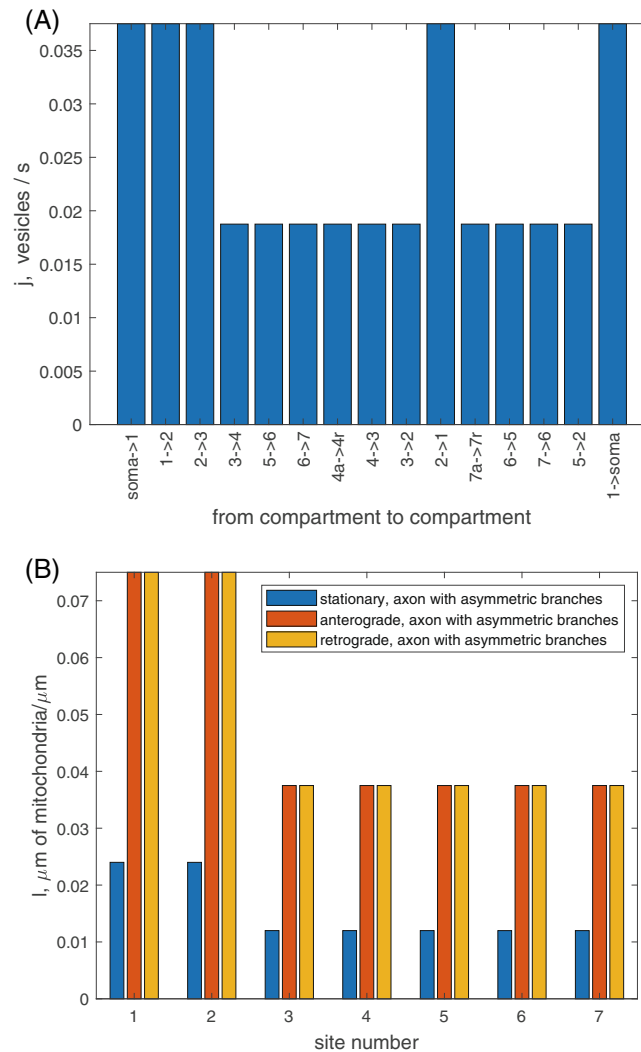 (A)
j, vesicles / s
0.035
0.03
0.025
0.02
0.015
0.01
0.005
0
soma->1
1->2
2->3
3->4
5->6
6->7
4a->4r
4->3
3->2
2->1
7a->7r
6->5
7->6
5->2
1->soma
from compartment to compartment
(B)
l, μm of mitochondria/μm
0.07
0.06
0.05
0.04
0.03
0.02
0.01
0
stationary, axon with asymmetric branches
anterograde, axon with asymmetric branches
retrograde, axon with asymmetric branches
1 2 3 4 5 6 7
site number